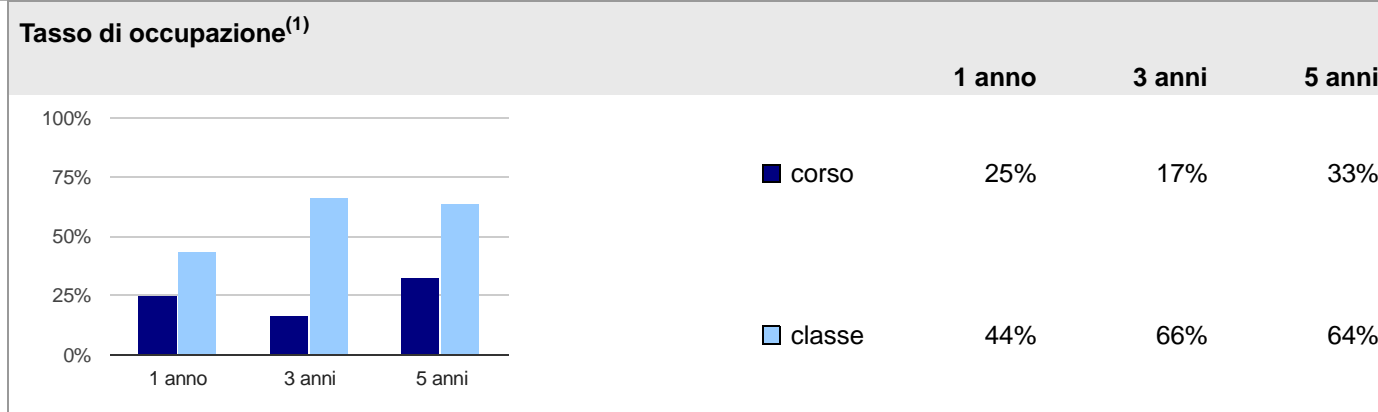 Tasso di occupazione(1)
1 anno 3 anni 5 anni
100%
75%
50%
25%
0%
1 anno 3 anni 5 anni
corso 25% 17% 33%
classe 44% 66% 64%